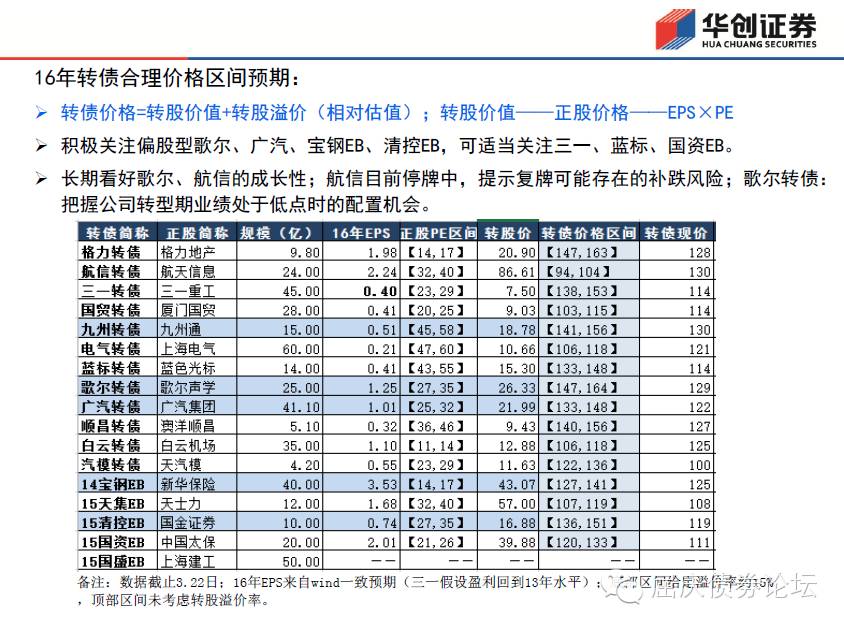 华创证券
HUA CHUANG SECURITIES
16年转债合理价格区间预期：
➢ 转债价格=转股价值+转股溢价（相对估值）；转股价值——正股价格——EPS×PE
➢ 积极关注偏股型歌尔、广汽、宝钢EB、清控EB，可适当关注三一、蓝标、国资EB。
➢ 长期看好歌尔、航信的成长性；航信目前停牌中，提示复牌可能存在的补跌风险；歌尔转债：
把握公司转型期业绩处于低点时的配置机会。
转债简称 正股简称 规模（亿） 16年EPS 正股PE区间 转股价 转债价格区间 转债现价
格力转债 格力地产 9.80 1.98 【14,17】 20.90 【147,163】 128
航信转债 航天信息 24.00 2.24 【32,40】 86.61 【94,104】 130
三一转债 三一重工 45.00 0.40 【23,29】 7.50 【138,153】 114
国贸转债 厦门国贸 28.00 0.41 【20,25】 9.03 【103,115】 114
九州转债 九州通 15.00 0.51 【45,58】 18.78 【141,156】 130
电气转债 上海电气 60.00 0.21 【47,60】 10.66 【106,118】 121
蓝标转债 蓝色光标 14.00 0.41 【43,55】 15.30 【133,148】 114
歌尔转债 歌尔声学 25.00 1.25 【27,35】 26.33 【147,164】 129
广汽转债 广汽集团 41.10 1.01 【25,32】 21.99 【133,148】 122
顺昌转债 澳洋顺昌 5.10 0.32 【36,46】 9.43 【140,156】 127
白云转债 白云机场 35.00 1.10 【11,14】 12.88 【106,118】 125
汽模转债 天汽模 4.20 0.55 【23,29】 11.63 【122,136】 100
14宝钢EB 新华保险 40.00 3.53 【14,17】 43.07 【127,141】 125
15天集EB 天士力 12.00 1.68 【32,40】 57.00 【107,119】 108
15清控EB 国金证券 10.00 0.74 【27,35】 16.88 【136,151】 119
15国资EB 中国太保 20.00 2.01 【21,26】 39.88 【120,133】 111
15国盛EB 上海建工 50.00 —— —— —— —— ——
备注：数据截止3.22日；16年EPS来自wind一致预期（三一假设盈利回到13年水平）；区间给定溢价率约15%
，顶部区间未考虑转股溢价率。
屈庆债券论坛